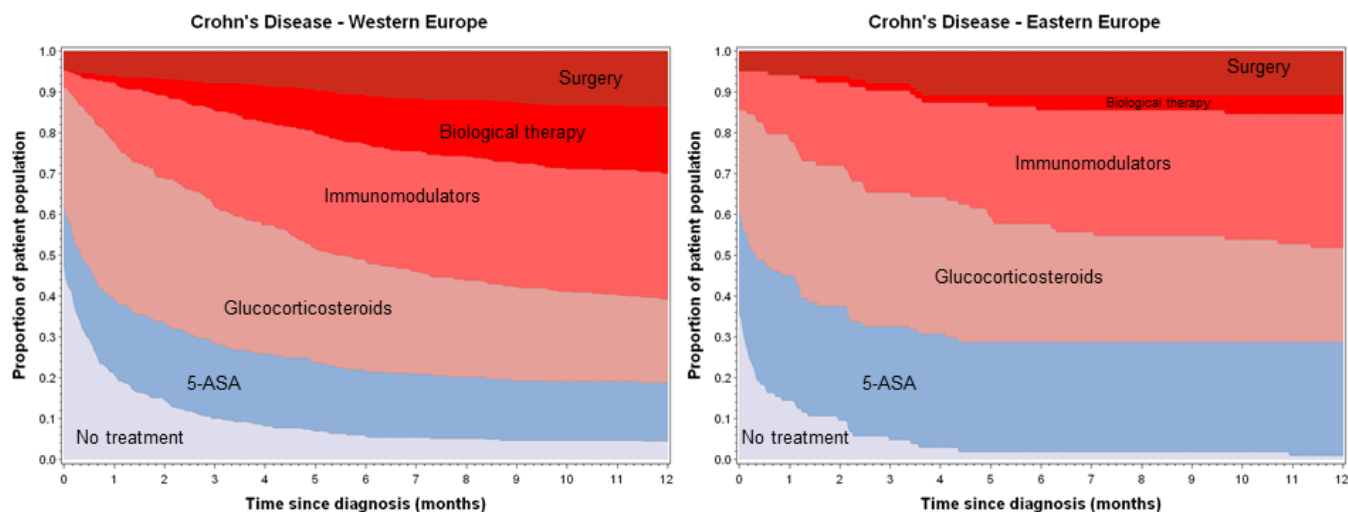 Crohn's Disease - Western Europe
Proportion of patient population
1.0
0.9
0.8
0.7
0.6
0.5
0.4
0.3
0.2
0.1
0.0
Surgery
Biological therapy
Immunomodulators
Glucocorticosteroids
5-ASA
No treatment
0 1 2 3 4 5 6 7 8 9 10 11 12
Time since diagnosis (months)
Crohn's Disease - Eastern Europe
Proportion of patient population
1.0
0.9
0.8
0.7
0.6
0.5
0.4
0.3
0.2
0.1
0.0
Surgery
Biological therapy
Immunomodulators
Glucocorticosteroids
5-ASA
No treatment
0 1 2 3 4 5 6 7 8 9 10 11 12
Time since diagnosis (months)